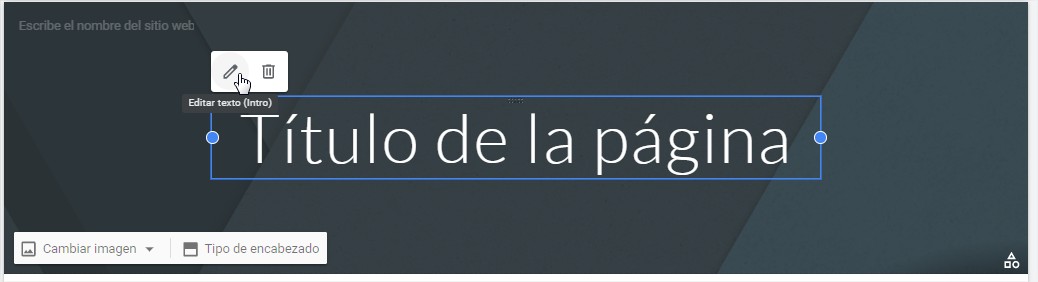 Escribe el nombre del sitio web
Editar texto (Intro)
Título de la página
Cambiar imagen
Tipo de encabezado